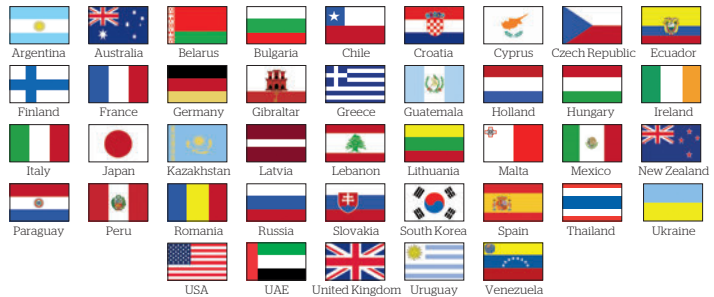 Argentina Australia Belarus Bulgaria Chile Croatia Cyprus Czech Republic Ecuador
Finland France Germany Gibraltar Greece Guatemala Holland Hungary Ireland
Italy Japan Kazakhstan Latvia Lebanon Lithuania Malta Mexico New Zealand
Paraguay Peru Romania Russia Slovakia South Korea Spain Thailand Ukraine
USA UAE United Kingdom Uruguay Venezuela